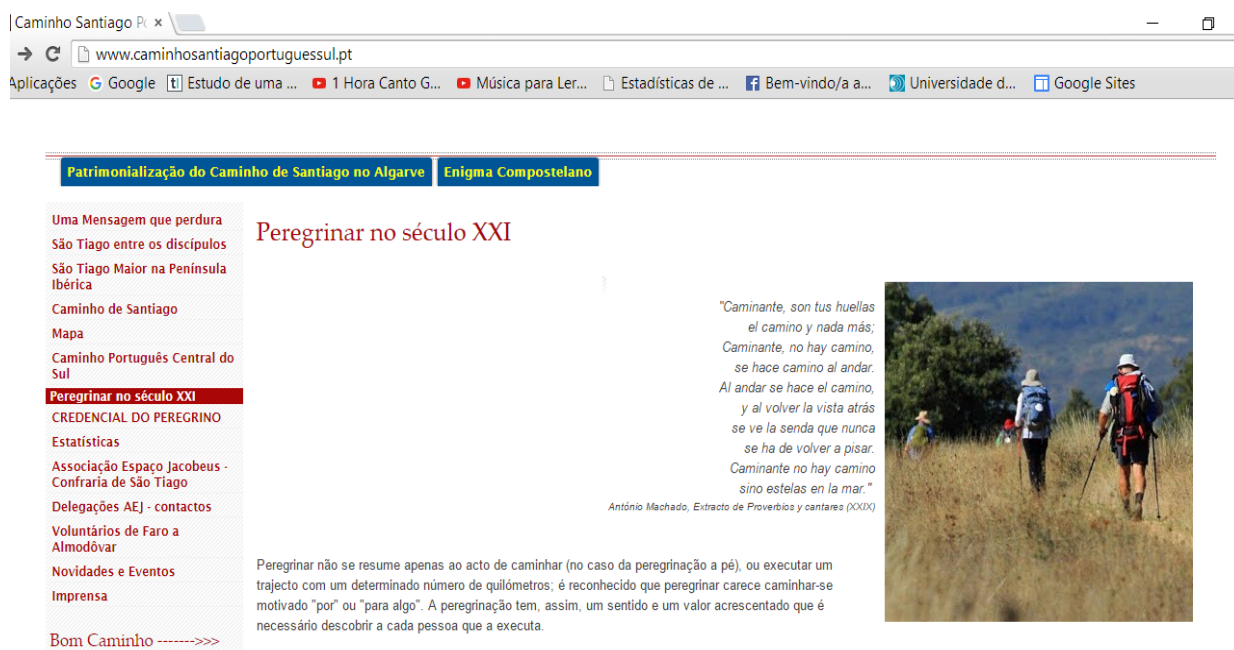 Caminho Santiago Po
www.caminhosantiagoportuguessul.pt
Aplicações Google Estudo de uma ... 1 Hora Canto G... Música para Ler... Estadísticas de ... Bem-vindo/a a... Universidade d... Google Sites
Patrimonialização do Caminho de Santiago no Algarve Enigma Compostelano
Uma Mensagem que perdura
São Tiago entre os discípulos
São Tiago Maior na Península
Ibérica
Caminho de Santiago
Mapa
Caminho Português Central do
Sul
Peregrinar no século XXI
CREDENCIAL DO PEREGRINO
Estatísticas
Associação Espaço Jacobeus -
Confraria de São Tiago
Delegações AEJ - contactos
Voluntários de Faro a
Almodôvar
Novidades e Eventos
Imprensa
Bom Caminho ------->>>
Peregrinar no século XXI
"Caminante, son tus huellas
el camino y nada más;
Caminante, no hay camino,
se hace camino al andar.
Al andar se hace el camino,
y al volver la vista atrás
se ve la senda que nunca
se ha de volver a pisar.
Caminante no hay camino
sino estelas en la mar."
António Machado, Extracto de Proverbios y cantares (XXIX)
Peregrinar não se resume apenas ao acto de caminhar (no caso da peregrinação a pé), ou executar um
trajecto com um determinado número de quilómetros; é reconhecido que peregrinar carece caminhar-se
motivado "por" ou "para algo". A peregrinação tem, assim, um sentido e um valor acrescentado que é
necessário descobrir a cada pessoa que a executa.